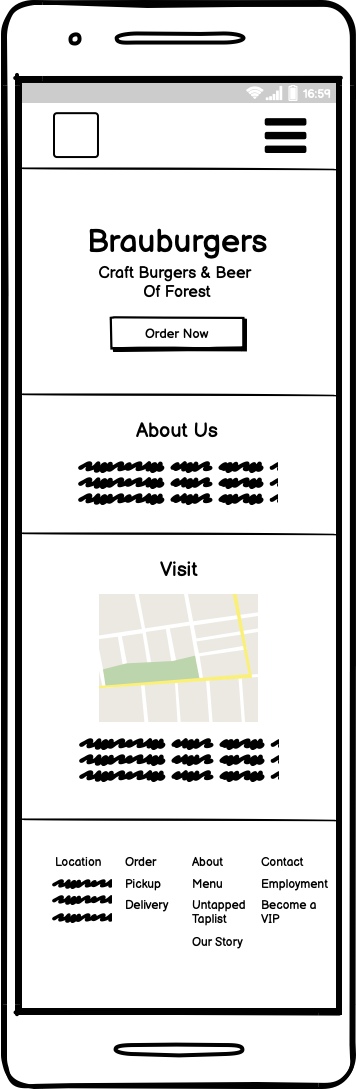 16:59
Brauburgers
Craft Burgers & Beer
Of Forest
Order Now
About Us
Visit
Location
Order
Pickup
Delivery
About
Menu
Untapped
Taplist
Our Story
Contact
Employment
Become a
VIP